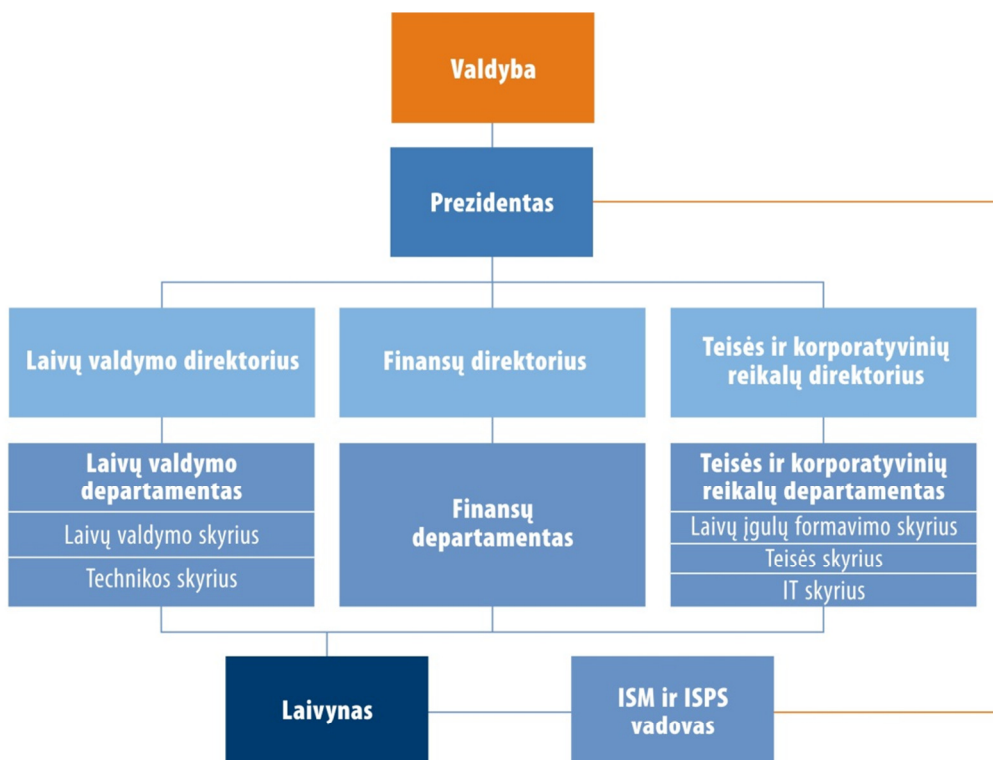 Valdyba
Prezidentas
Laivų valdymo direktorius
Finansų direktorius
Teisės ir korporatyvinių
reikalų direktorius
Laivų valdymo
departamentas
Laivų valdymo skyrius
Technikos skyrius
Finansų
departamentas
Teisės ir korporatyvinių
reikalų departamentas
Laivų įgulų formavimo skyrius
Teisės skyrius
IT skyrius
Laivynas
ISM ir ISPS
vadovas